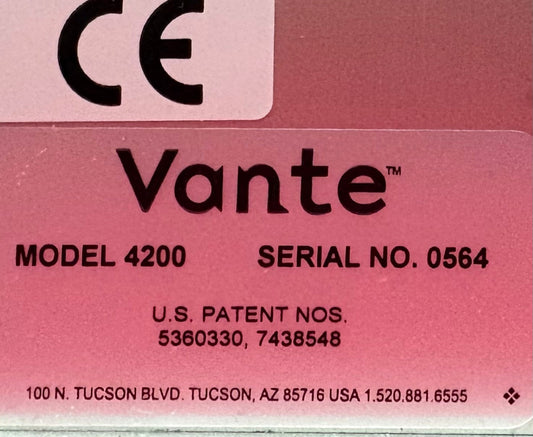 CE
Vante™
MODEL 4200 SERIAL NO. 0564
U.S. PATENT NOS.
5360330, 7438548
100 N. TUCSON BLVD. TUCSON, AZ 85716 USA 1.520.881.6555 ❖